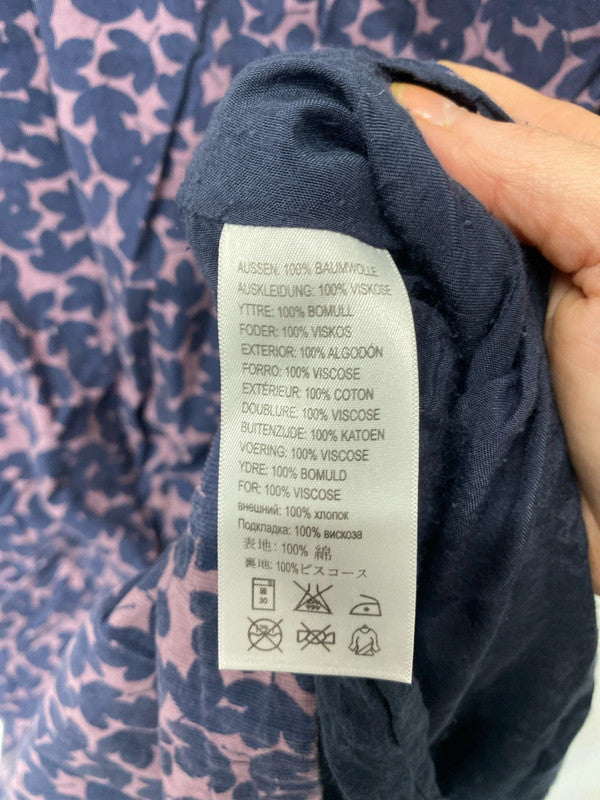 AUSSEN: 100% BAUMWOLLE
AUSKLEIDUNG: 100% VISKOSE
YTTRE: 100% BOMULL
FODER: 100% VISKOS
EXTERIOR: 100% ALGODÓN
FORRO: 100% VISCOSE
EXTÉRIEUR: 100% COTON
DOUBLURE: 100% VISCOSE
BUITENZIJDE: 100% KATOEN
VOERING: 100% VISCOSE
YDRE: 100% BOMULD
FOR: 100% VISCOSE
внешний: 100% хлопок
Подкладка: 100% вискоза
表地: 100% 綿
裏地: 100%ビスコース
30